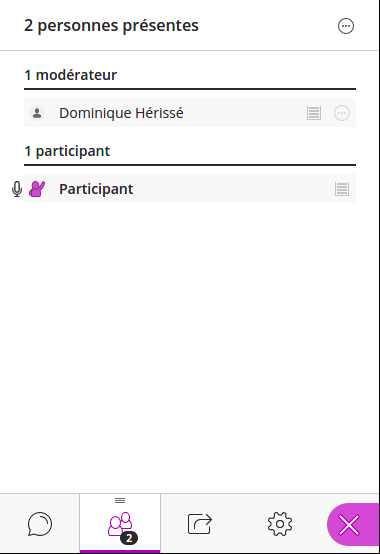 2 personnes présentes
1 modérateur
Dominique Hérissé
1 participant
Participant
2